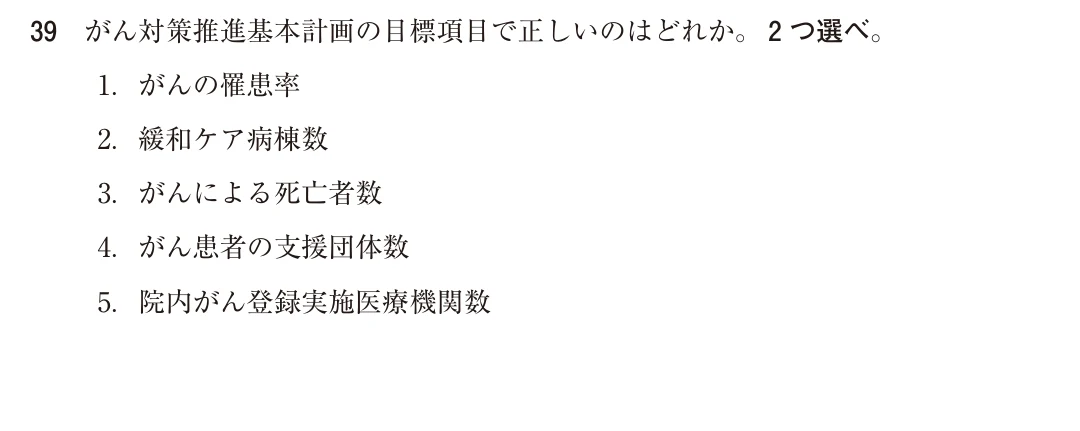 39 がん対策推進基本計画の目標項目で正しいのはどれか。2つ選べ。
1. がんの罹患率
2. 緩和ケア病棟数
3. がんによる死亡者数
4. がん患者の支援団体数
5. 院内がん登録実施医療機関数